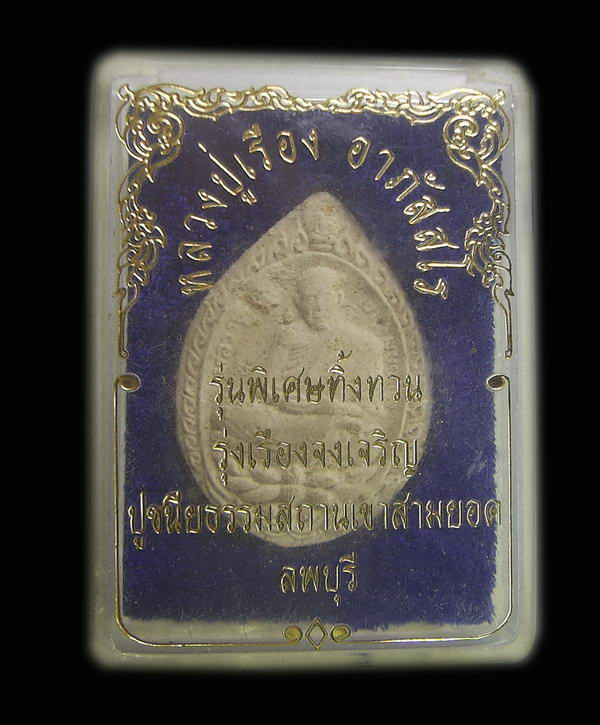 หลวงปู่เรือง อาภัสสโร
รุ่นพิเศษทิ้งทวน
รุ่งเรืองจงเจริญ
ปูชนียธรรมสถานเขาสามยอด
ลพบุรี